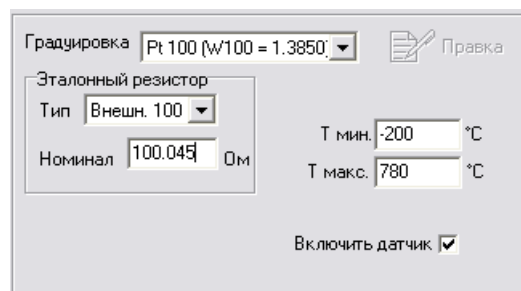 Градуировка Pt 100 (W100 = 1.3850) Правка
Эталонный резистор
Тип Внешн. 100
Номинал 100.045 Ом
Т мин. -200 °C
Т макс. 780 °C
Включить датчик